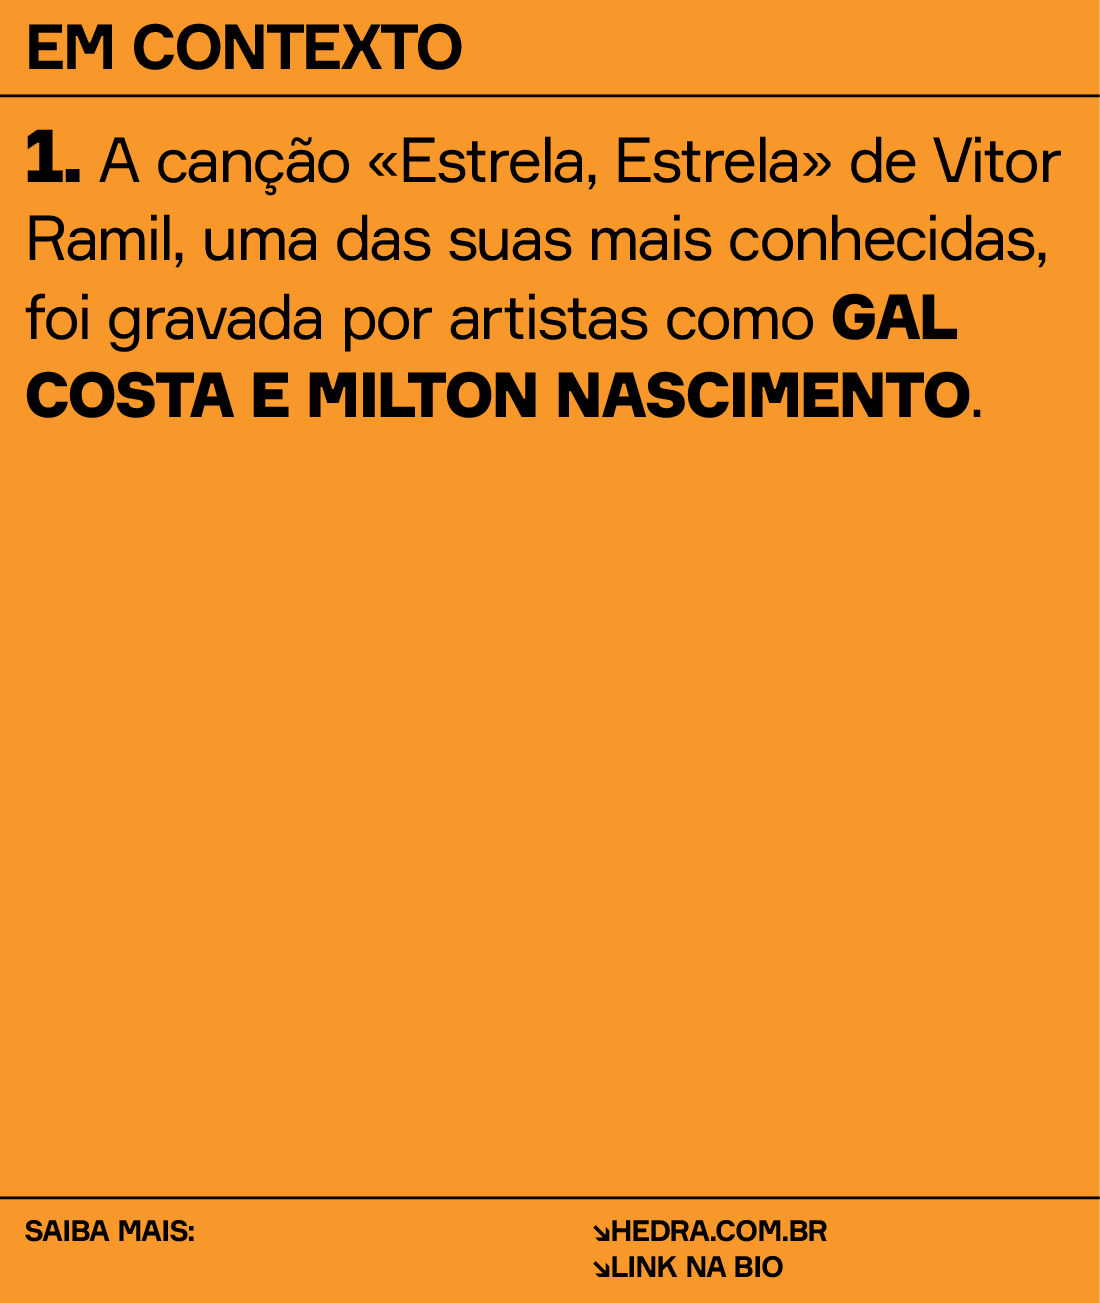 EM CONTEXTO
1. A canção «Estrela, Estrela» de Vitor
Ramil, uma das suas mais conhecidas,
foi gravada por artistas como GAL
COSTA E MILTON NASCIMENTO.
SAIBA MAIS:
↘HEDRA.COM.BR
↘LINK NA BIO